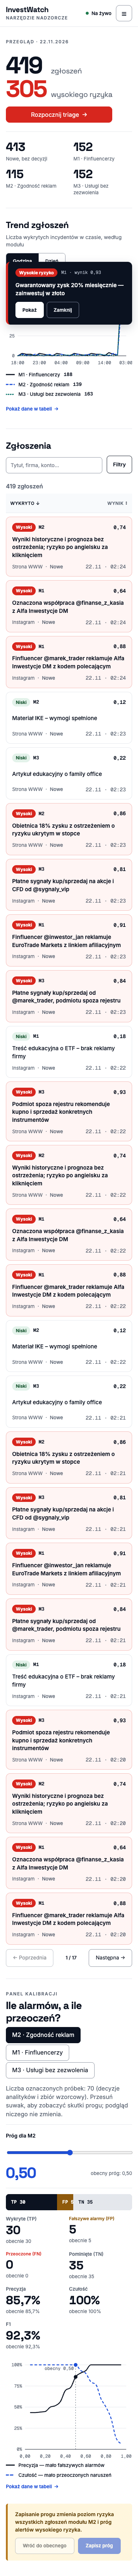 InvestWatch
NARZĘDZIE NADZORCZE
Na żywo
PRZEGLĄD · 22.11.2026
419 zgłoszeń
305 wysokiego ryzyka
Rozpocznij triage →
413
Nowe, bez decyzji
152
M1 · Finfluencerzy
115
M2 · Zgodność reklam
152
M3 · Usługi bez zezwolenia
Trend zgłoszeń
Liczba wykrytych incydentów w czasie, według modułu
Godzina
Dzień
Wysokie ryzyko
M1 · wynik 0,93
Gwarantowany zysk 20% miesięcznie — zainwestuj w złoto
Pokaż
Zamknij
25
0
18:00 23:00 04:00 09:00 14:00 03:00
M1 · Finfluencerzy 188
M2 · Zgodność reklam 139
M3 · Usługi bez zezwolenia 163
Pokaż dane w tabeli →
Zgłoszenia
Tytuł, firma, konto…
Filtry
419 zgłoszeń
WYKRYTO ↓
WYNIK ↕
Wysoki M2 0,74
Wyniki historyczne i prognoza bez ostrzeżenia; ryzyko po angielsku za kliknięciem
Strona WWW · Nowe 22.11 · 02:24
Wysoki M1 0,64
Oznaczona współpraca @finanse_z_kasia z Alfa Inwestycje DM
Instagram · Nowe 22.11 · 02:24
Wysoki M1 0,88
Finfluencer @marek_trader reklamuje Alfa Inwestycje DM z kodem polecającym
Instagram · Nowe 22.11 · 02:24
Niski M2 0,12
Materiał IKE – wymogi spełnione
Strona WWW · Nowe 22.11 · 02:23
Niski M3 0,22
Artykuł edukacyjny o family office
Strona WWW · Nowe 22.11 · 02:23
Wysoki M2 0,86
Obietnica 18% zysku z ostrzeżeniem o ryzyku ukrytym w stopce
Strona WWW · Nowe 22.11 · 02:23
Wysoki M3 0,81
Płatne sygnały kup/sprzedaj na akcje i CFD od @sygnaly_vip
Instagram · Nowe 22.11 · 02:23
Wysoki M1 0,91
Finfluencer @inwestor_jan reklamuje EuroTrade Markets z linkiem afiliacyjnym
Instagram · Nowe 22.11 · 02:23
Wysoki M3 0,84
Płatne sygnały kup/sprzedaj od @marek_trader, podmiotu spoza rejestru
Instagram · Nowe 22.11 · 02:23
Niski M1 0,18
Treść edukacyjna o ETF – brak reklamy firmy
Instagram · Nowe 22.11 · 02:22
Wysoki M3 0,93
Podmiot spoza rejestru rekomenduje kupno i sprzedaż konkretnych instrumentów
Strona WWW · Nowe 22.11 · 02:22
Wysoki M2 0,74
Wyniki historyczne i prognoza bez ostrzeżenia; ryzyko po angielsku za kliknięciem
Strona WWW · Nowe 22.11 · 02:22
Wysoki M1 0,64
Oznaczona współpraca @finanse_z_kasia z Alfa Inwestycje DM
Instagram · Nowe 22.11 · 02:22
Wysoki M1 0,88
Finfluencer @marek_trader reklamuje Alfa Inwestycje DM z kodem polecającym
Instagram · Nowe 22.11 · 02:22
Niski M2 0,12
Materiał IKE – wymogi spełnione
Strona WWW · Nowe 22.11 · 02:22
Niski M3 0,22
Artykuł edukacyjny o family office
Strona WWW · Nowe 22.11 · 02:21
Wysoki M2 0,86
Obietnica 18% zysku z ostrzeżeniem o ryzyku ukrytym w stopce
Strona WWW · Nowe 22.11 · 02:21
Wysoki M3 0,81
Płatne sygnały kup/sprzedaj na akcje i CFD od @sygnaly_vip
Instagram · Nowe 22.11 · 02:21
Wysoki M1 0,91
Finfluencer @inwestor_jan reklamuje EuroTrade Markets z linkiem afiliacyjnym
Instagram · Nowe 22.11 · 02:21
Wysoki M3 0,84
Płatne sygnały kup/sprzedaj od @marek_trader, podmiotu spoza rejestru
Instagram · Nowe 22.11 · 02:21
Niski M1 0,18
Treść edukacyjna o ETF – brak reklamy firmy
Instagram · Nowe 22.11 · 02:21
Wysoki M3 0,93
Podmiot spoza rejestru rekomenduje kupno i sprzedaż konkretnych instrumentów
Strona WWW · Nowe 22.11 · 02:20
Wysoki M2 0,74
Wyniki historyczne i prognoza bez ostrzeżenia; ryzyko po angielsku za kliknięciem
Strona WWW · Nowe 22.11 · 02:20
Wysoki M1 0,64
Oznaczona współpraca @finanse_z_kasia z Alfa Inwestycje DM
Instagram · Nowe 22.11 · 02:20
Wysoki M1 0,88
Finfluencer @marek_trader reklamuje Alfa Inwestycje DM z kodem polecającym
Instagram · Nowe 22.11 · 02:20
← Poprzednia
1 / 17
Następna →
PANEL KALIBRACJI
Ile alarmów, a ile przeoczeń?
M2 · Zgodność reklam
M1 · Finfluencerzy
M3 · Usługi bez zezwolenia
Liczba oznaczonych próbek: 70 (decyzje analityków i zbiór wzorcowy). Przesuń suwak, aby zobaczyć skutki progu; podgląd niczego nie zmienia.
Próg dla M2
0,50
obecny próg: 0,50
TP 30
FP 5
TN 35
Wykryte (TP)
30
obecnie 30
Fałszywe alarmy (FP)
5
obecnie 5
Przeoczone (FN)
0
obecnie 0
Pominięte (TN)
35
obecnie 35
Precyzja
85,7%
obecnie 85,7%
Czułość
100%
obecnie 100%
F1
92,3%
obecnie 92,3%
100%
obecny 0,50
75%
50%
25%
0%
0,00 0,20 0,40 0,60 0,80 1,00
Precyzja — mało fałszywych alarmów
Czułość — mało przeoczonych naruszeń
Pokaż dane w tabeli →
Zapisanie progu zmienia poziom ryzyka wszystkich zgłoszeń modułu M2 i próg alertów wysokiego ryzyka.
Wróć do obecnego
Zapisz próg